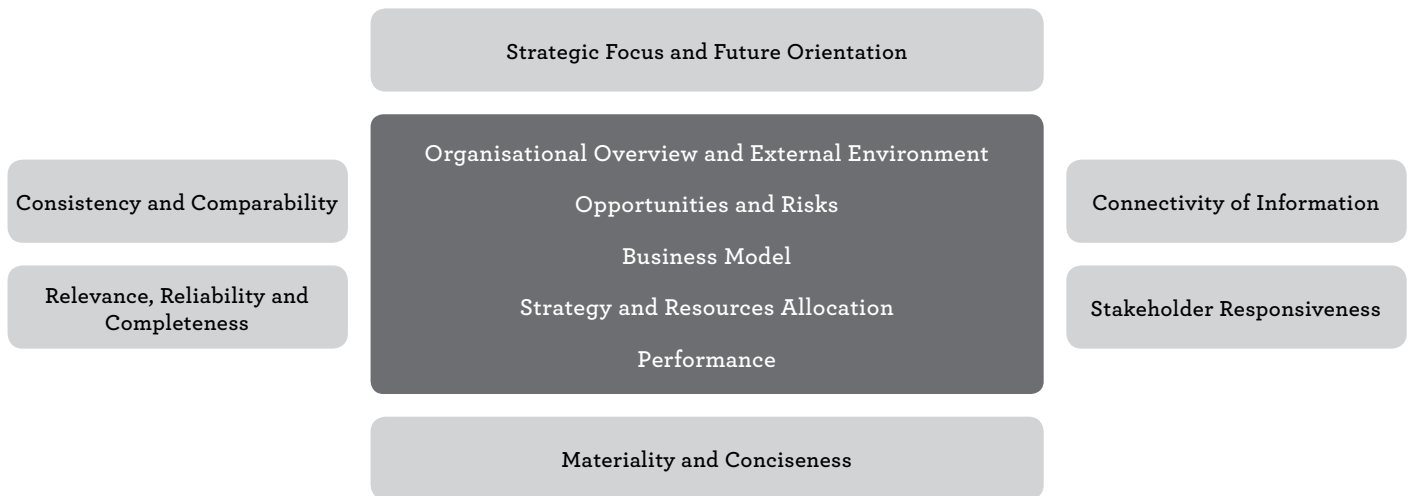 Strategic Focus and Future Orientation
Organisational Overview and External Environment
Opportunities and Risks
Business Model
Strategy and Resources Allocation
Performance
Consistency and Comparability
Relevance, Reliability and
Completeness
Connectivity of Information
Stakeholder Responsiveness
Materiality and Conciseness